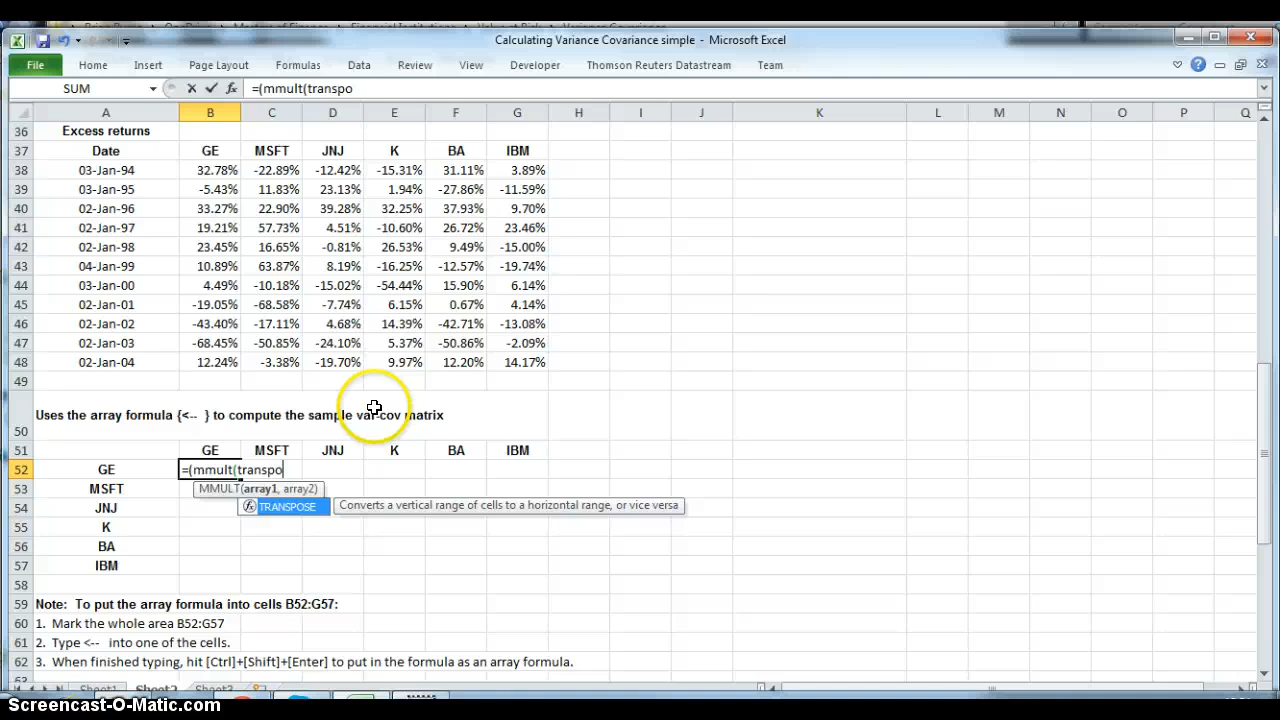 Calculating Variance Covariance simple - Microsoft Excel
File Home Insert Page Layout Formulas Data Review View Developer Thomson Reuters Datastream Team
SUM =(mmult(transpo
A B C D E F G H I J K L M N O P Q
36 Excess returns
37 Date GE MSFT JNJ K BA IBM
38 03-Jan-94 32.78% -22.89% -12.42% -15.31% 31.11% 3.89%
39 03-Jan-95 -5.43% 11.83% 23.13% 1.94% -27.86% -11.59%
40 02-Jan-96 33.27% 22.90% 39.28% 32.25% 37.93% 9.70%
41 02-Jan-97 19.21% 57.73% 4.51% -10.60% 26.72% 23.46%
42 02-Jan-98 23.45% 16.65% -0.81% 26.53% 9.49% -15.00%
43 04-Jan-99 10.89% 63.87% 8.19% -16.25% -12.57% -19.74%
44 03-Jan-00 4.49% -10.18% -15.02% -54.44% 15.90% 6.14%
45 02-Jan-01 -19.05% -68.58% -7.74% 6.15% 0.67% 4.14%
46 02-Jan-02 -43.40% -17.11% 4.68% 14.39% -42.71% -13.08%
47 02-Jan-03 -68.45% -50.85% -24.10% 5.37% -50.86% -2.09%
48 02-Jan-04 12.24% -3.38% -19.70% 9.97% 12.20% 14.17%
49
50 Uses the array formula {<-- } to compute the sample var-cov matrix
51 GE MSFT JNJ K BA IBM
52 GE =(mmult(transpo
53 MSFT MMULT(array1, array2)
54 JNJ TRANSPOSE Converts a vertical range of cells to a horizontal range, or vice versa
55 K
56 BA
57 IBM
58
59 Note: To put the array formula into cells B52:G57:
60 1. Mark the whole area B52:G57
61 2. Type <-- into one of the cells.
62 3. When finished typing, hit [Ctrl]+[Shift]+[Enter] to put in the formula as an array formula.
63
Sheet1 Sheet2 Sheet3
Screencast-O-Matic.com